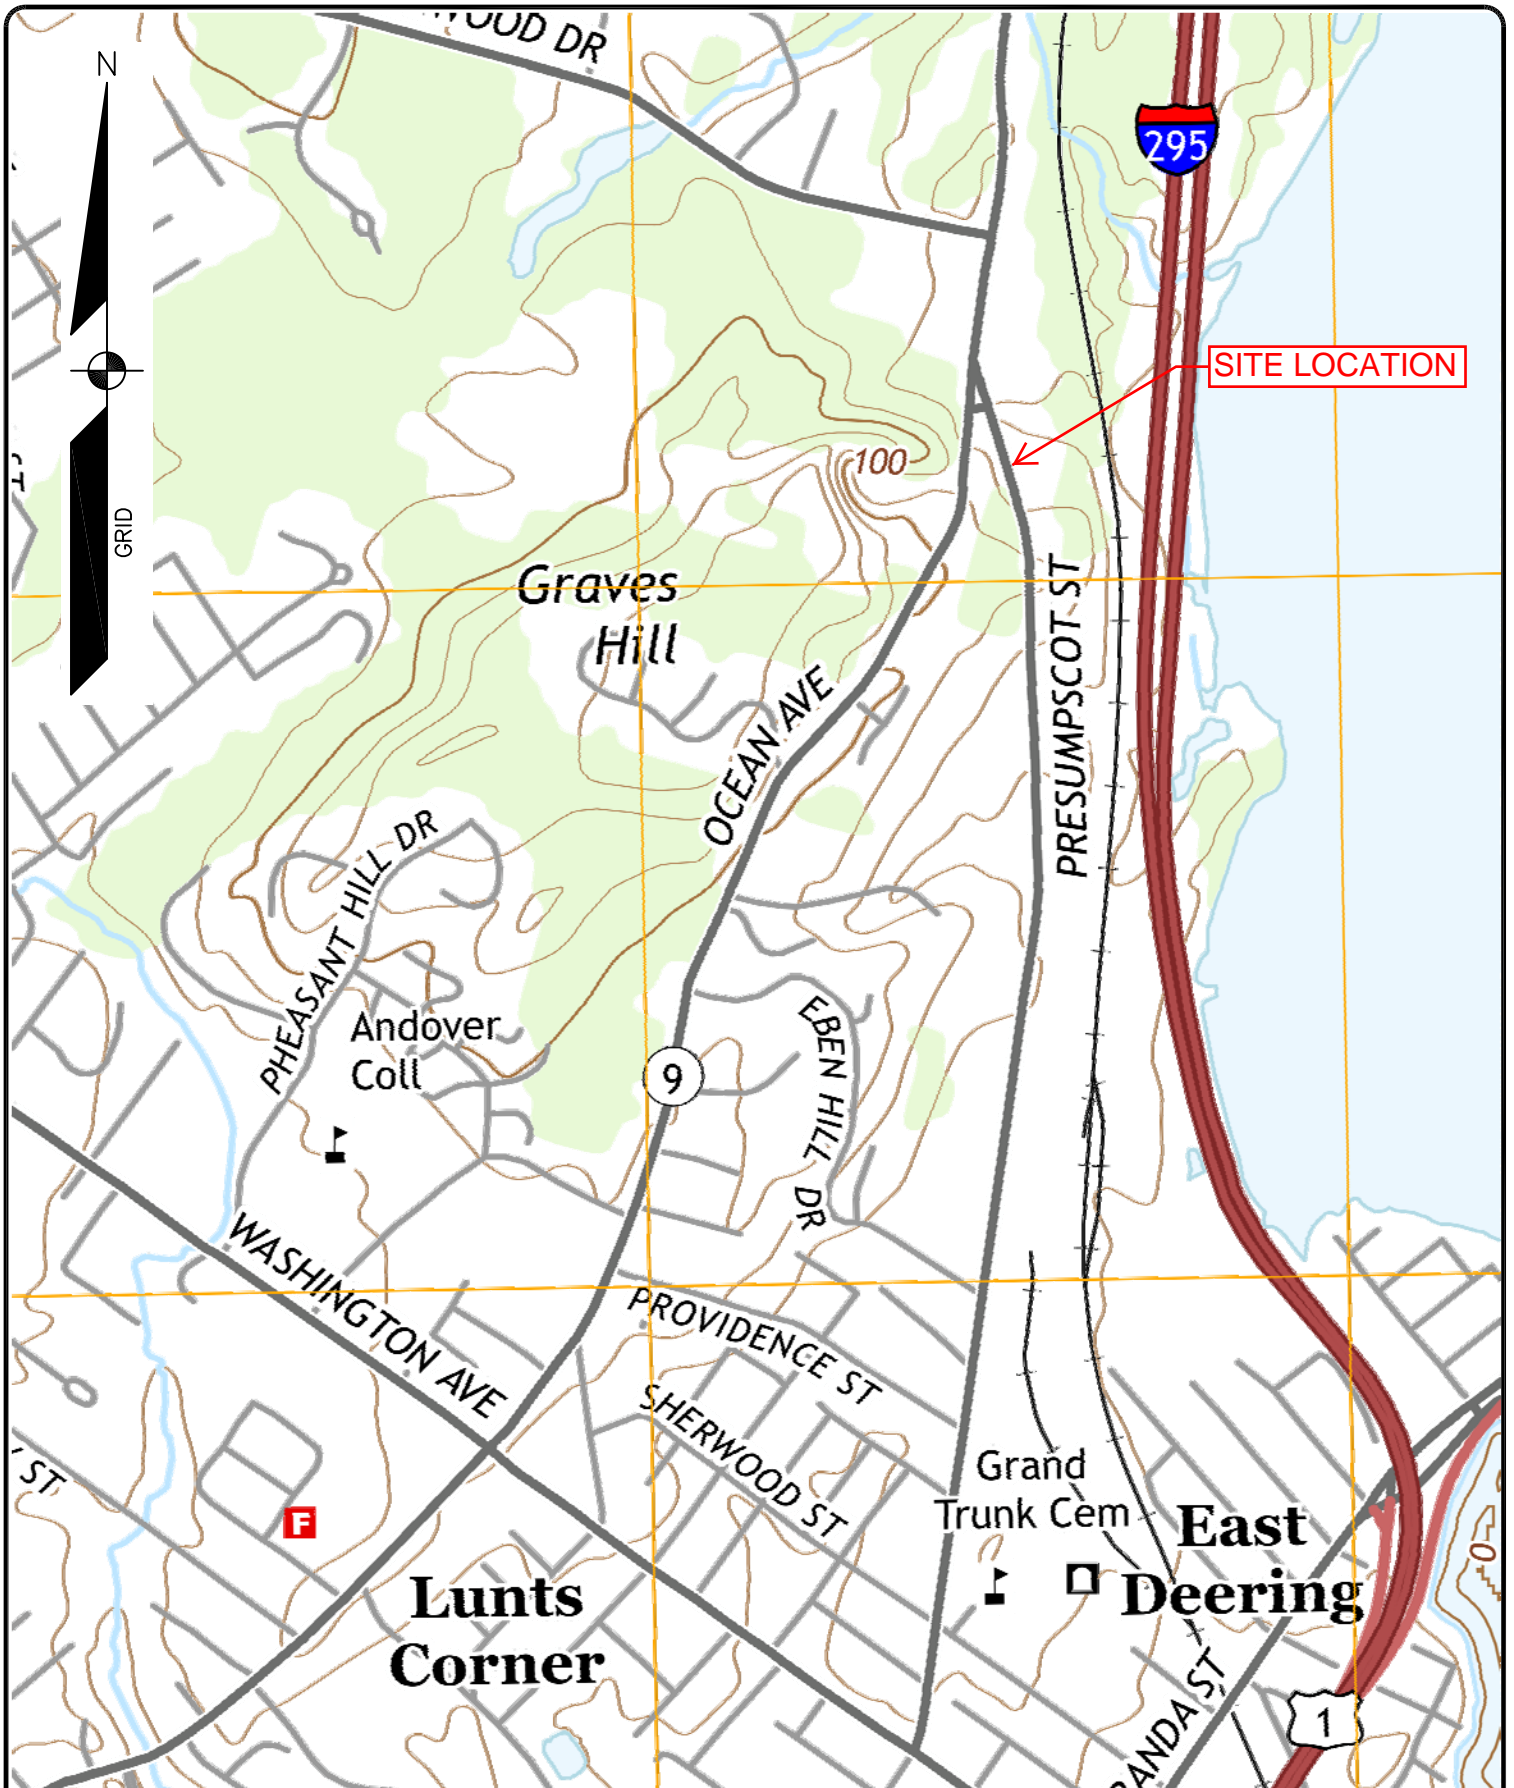 WOOD DR
N
295
SITE LOCATION
100
GRID
Graves
Hill
PRESUMPSCOT ST
OCEAN AVE
PHEASANT HILL DR
Andover
Coll
9
EBEN HILL DR
WASHINGTON AVE
PROVIDENCE ST
SHERWOOD ST
ST
F
Grand
Trunk Cem
East
Deering
0
Lunts
Corner
RANDA ST
1